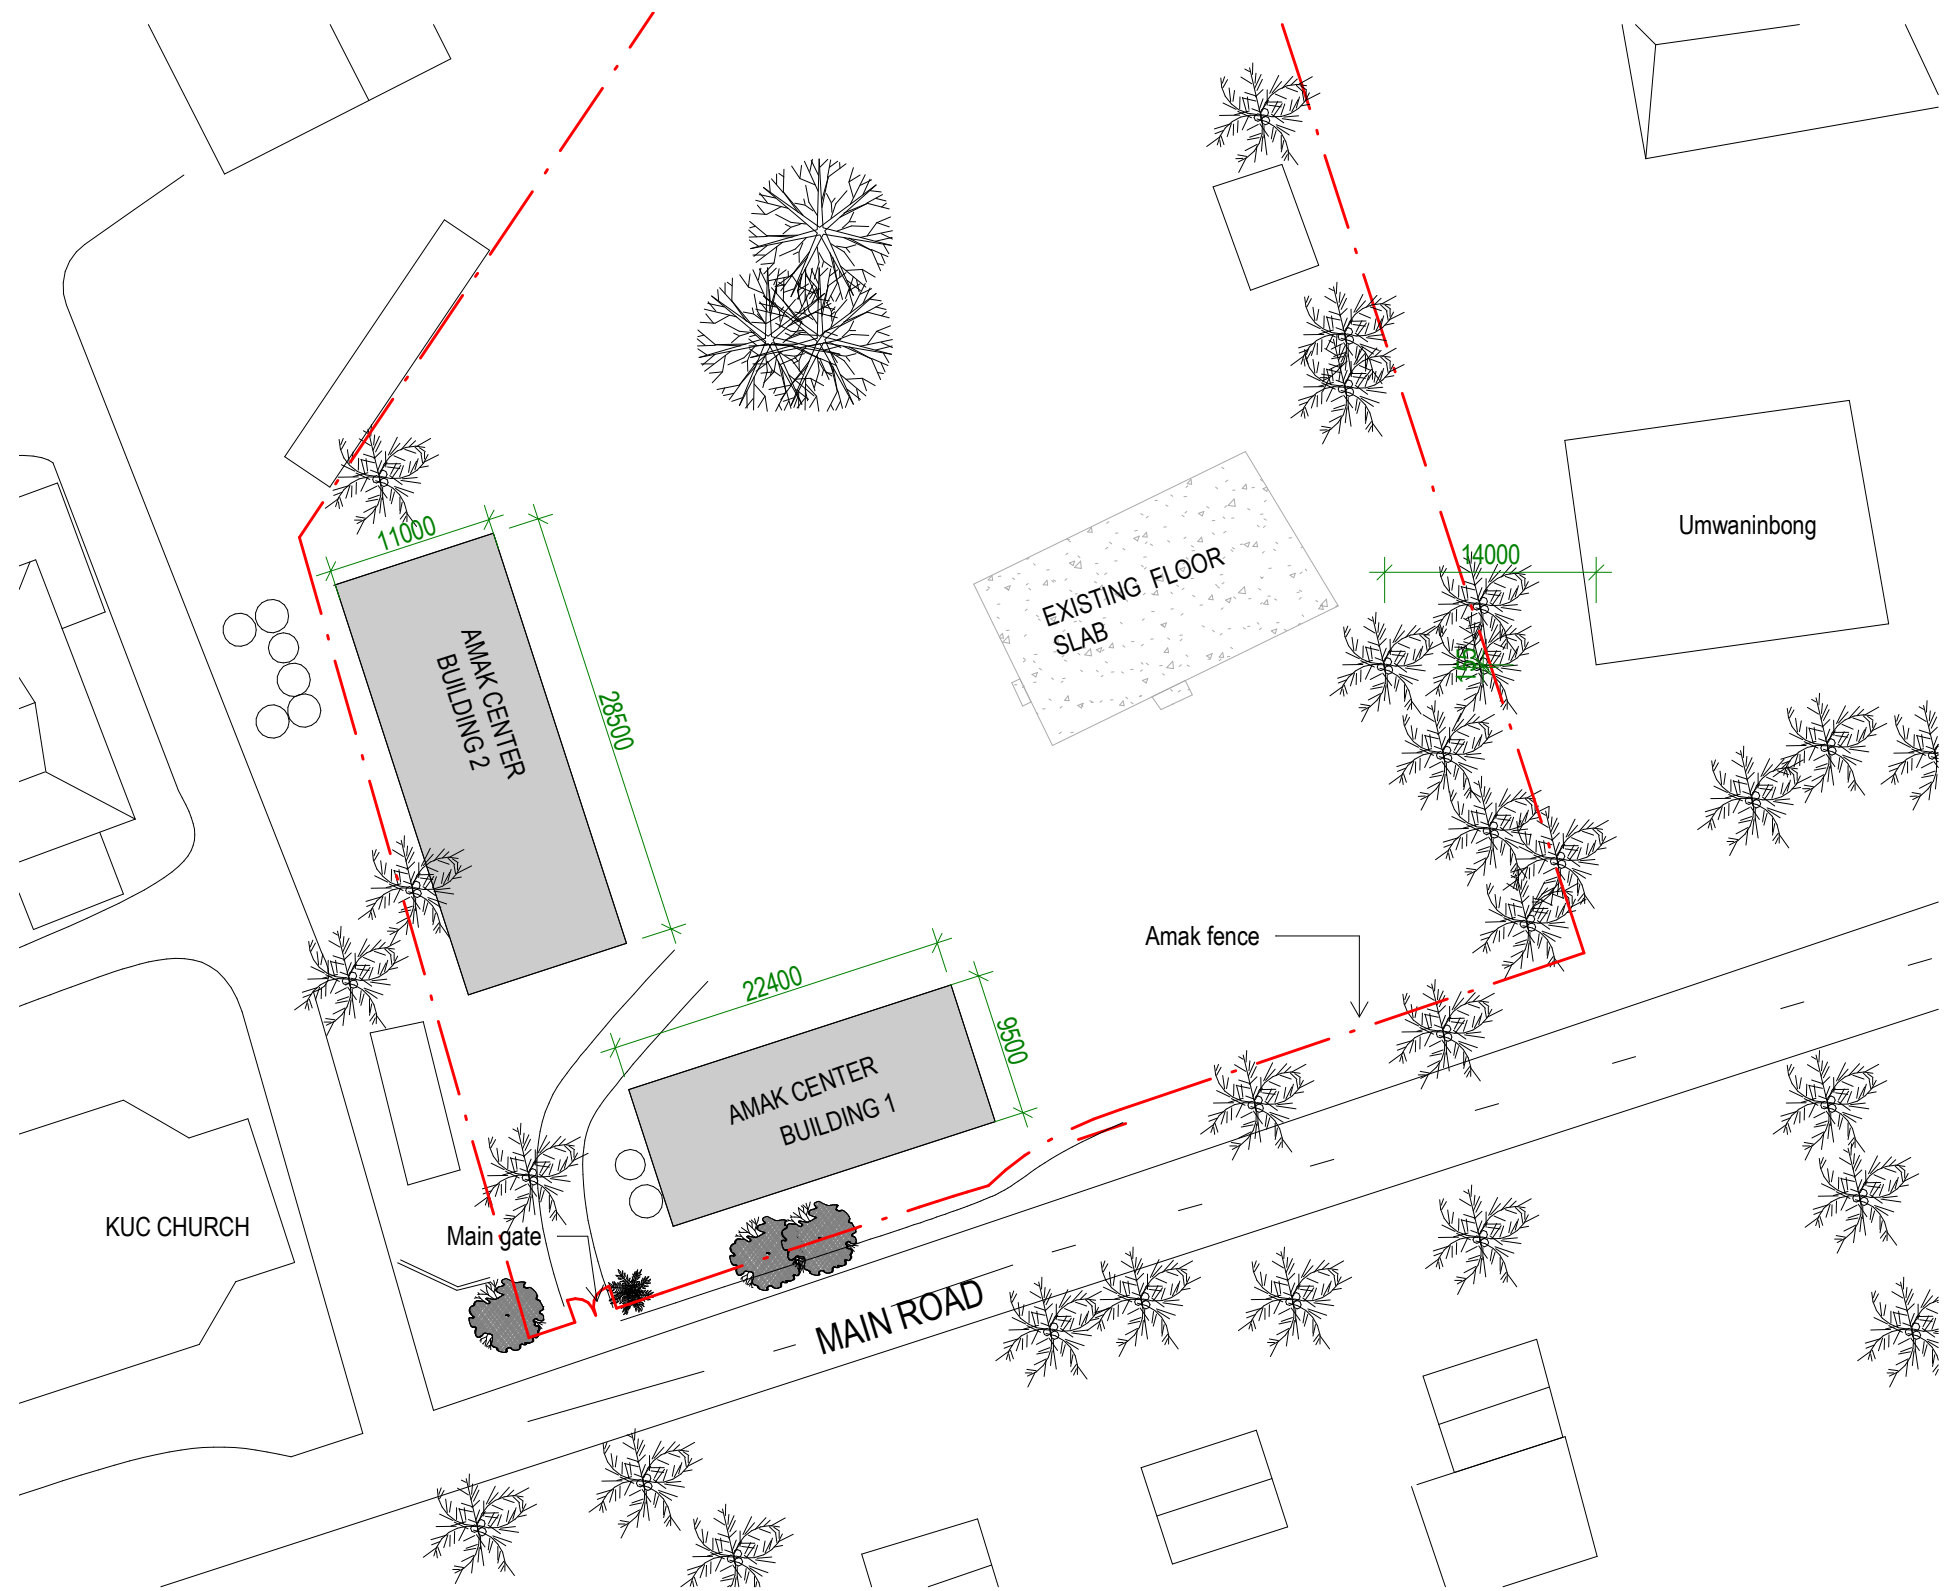 11000
14000
Umwaninbong
EXISTING FLOOR
SLAB
AMAK CENTER
BUILDING 2
28500
Amak fence
22400
9500
AMAK CENTER
BUILDING 1
KUC CHURCH
Main gate
MAIN ROAD